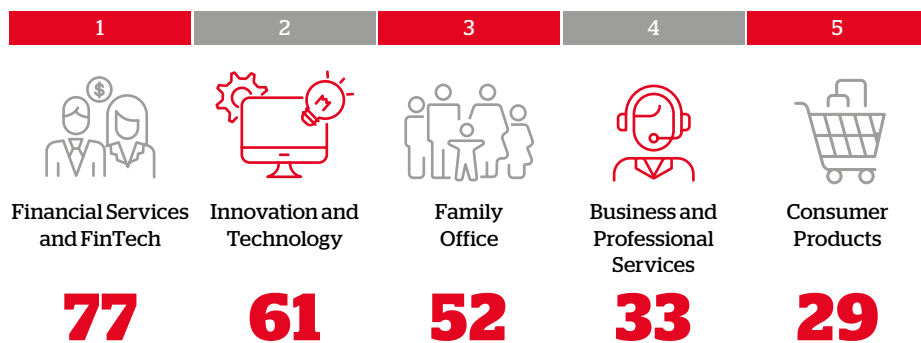 1
2
3
4
5
$
Financial Services
and FinTech
Innovation and
Technology
Family
Office
Business and
Professional
Services
Consumer
Products
77
61
52
33
29